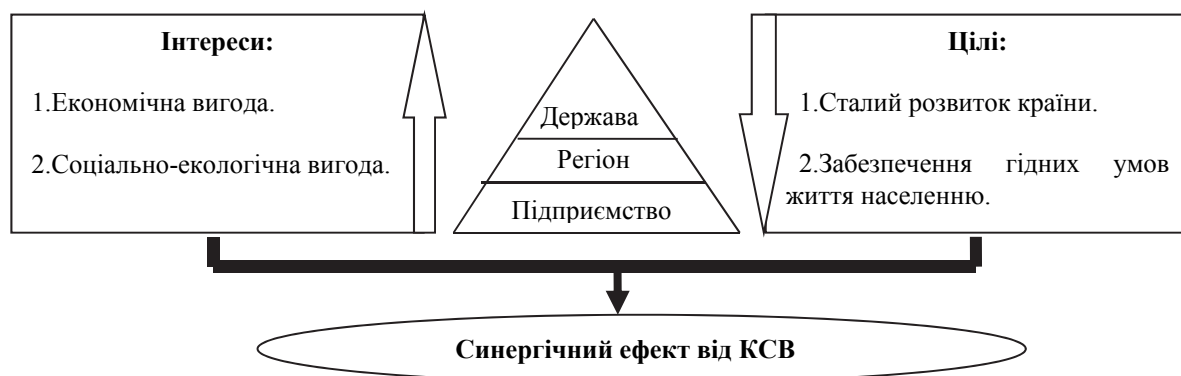 Інтереси:
1.Економічна вигода.
2.Соціально-екологічна вигода.
Держава
Регіон
Підприємство
Цілі:
1.Сталий розвиток країни.
2.Забезпечення гідних умов
життя населенню.
Синергічний ефект від КСВ